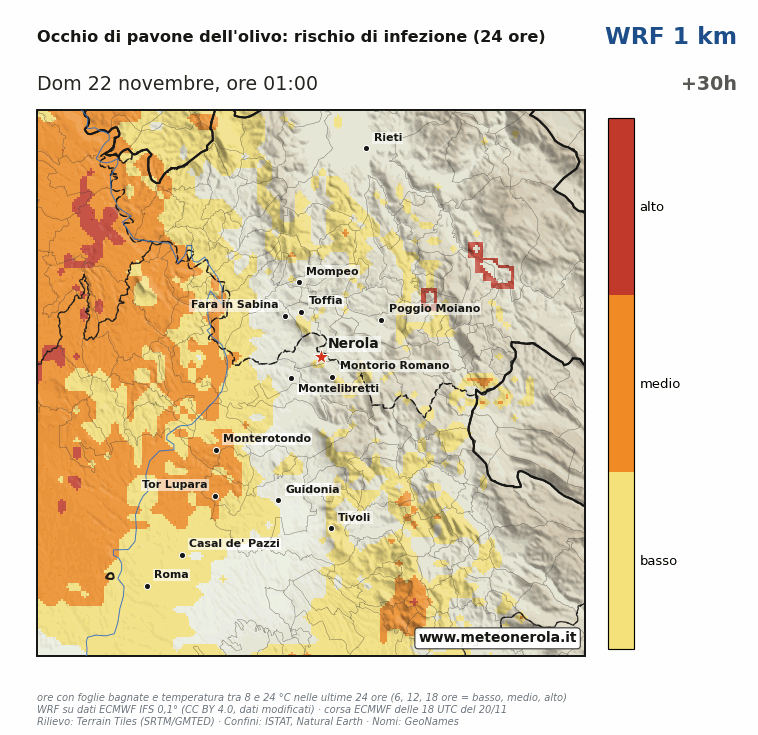 Occhio di pavone dell'olivo: rischio di infezione (24 ore)
WRF 1 km
Dom 22 novembre, ore 01:00
+30h
Rieti
alto
Mompeo
Fara in Sabina
Toffia
Poggio Moiano
Nerola
Montorio Romano
Montelibretti
medio
Monterotondo
Tor Lupara
Guidonia
Tivoli
Casal de' Pazzi
basso
Roma
www.meteonerola.it
ore con foglie bagnate e temperatura tra 8 e 24 °C nelle ultime 24 ore (6, 12, 18 ore = basso, medio, alto)
WRF su dati ECMWF IFS 0,1° (CC BY 4.0, dati modificati) · corsa ECMWF delle 18 UTC del 20/11
Rilievo: Terrain Tiles (SRTM/GMTED) · Confini: ISTAT, Natural Earth · Nomi: GeoNames